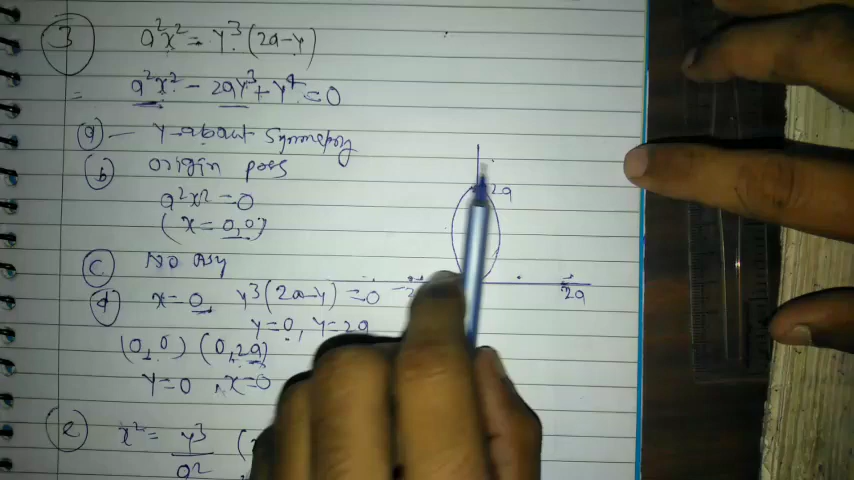 3 a²x² = y³(2a-y)
= a²x² - 2ay³ + y⁴ = 0
(a) — Y-about Symmetry
(b) origin pass
a²x² = 0
(x = 0, 0)
2a
(c) NO Asy
(d) x = 0, y³(2a-y) = 0
2a
y = 0, y = 2a
(0, 0) (0, 2a)
y = 0, x = 0
(e) x² = y³/a² (